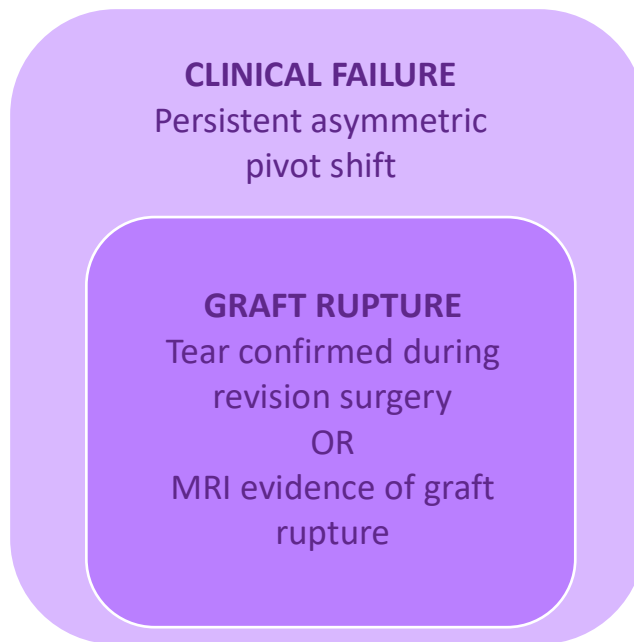 CLINICAL FAILURE
Persistent asymmetric
pivot shift
GRAFT RUPTURE
Tear confirmed during
revision surgery
OR
MRI evidence of graft
rupture